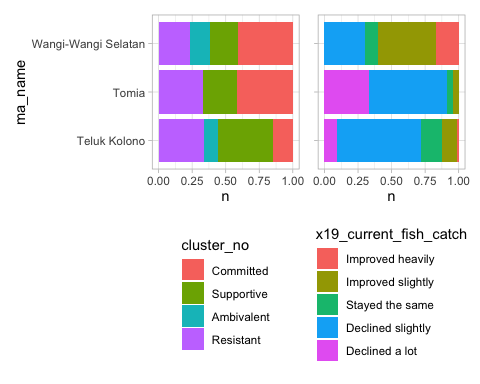 ma_name
Wangi-Wangi Selatan
Tomia
Teluk Kolono
0.00 0.25 0.50 0.75 1.00
n
0.00 0.25 0.50 0.75 1.00
n
cluster_no
Committed
Supportive
Ambivalent
Resistant
x19_current_fish_catch
Improved heavily
Improved slightly
Stayed the same
Declined slightly
Declined a lot